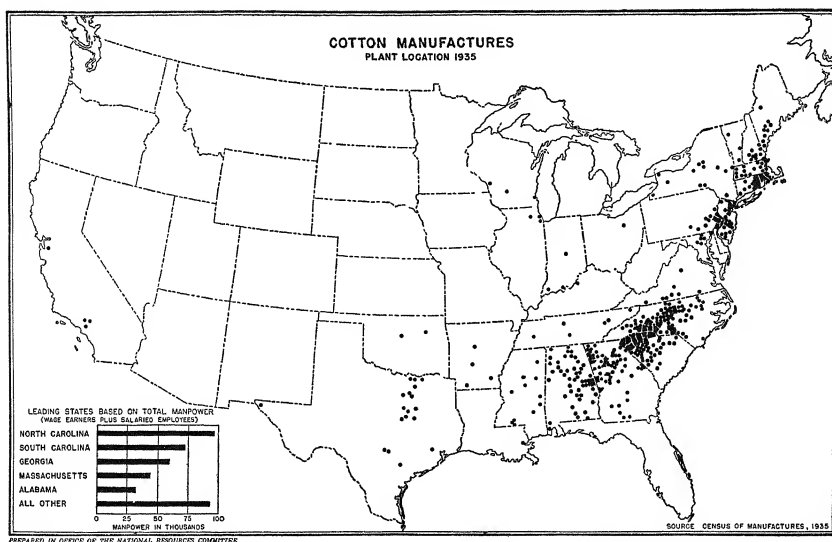 COTTON MANUFACTURES
PLANT LOCATION 1935
LEADING STATES BASED ON TOTAL MANPOWER
(WAGE EARNERS PLUS SALARIED EMPLOYEES)
NORTH CAROLINA
SOUTH CAROLINA
GEORGIA
MASSACHUSETTS
ALABAMA
ALL OTHER
0 25 50 75 100
MANPOWER IN THOUSANDS
SOURCE CENSUS OF MANUFACTURES, 1935
PREPARED IN OFFICE OF THE NATIONAL RESOURCES COMMITTEE